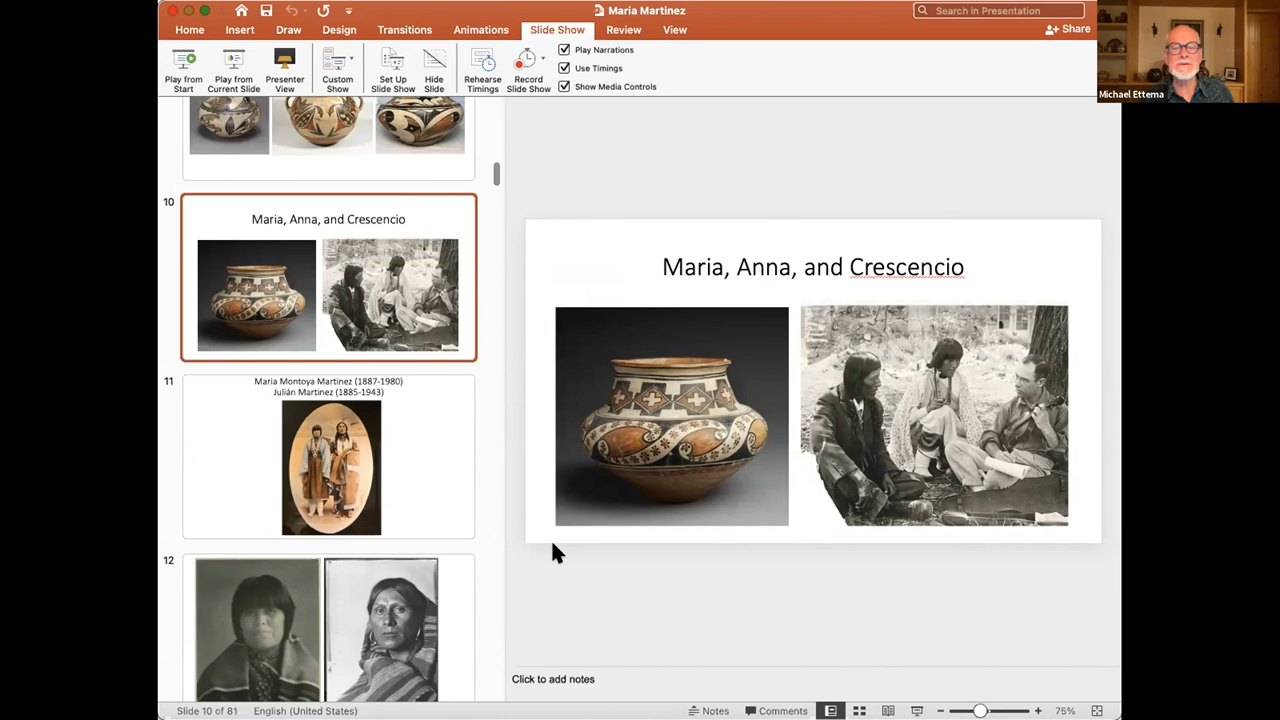 Maria Martinez
Search in Presentation
Home
Insert
Draw
Design
Transitions
Animations
Slide Show
Review
View
Share
Play from
Start
Play from
Current Slide
Presenter
View
Custom
Show
Set Up
Slide Show
Hide
Slide
Rehearse
Timings
Record
Slide Show
Play Narrations
Use Timings
Show Media Controls
Michael Ettema
10
Maria, Anna, and Crescencio
11
Maria Montoya Martinez (1887-1980)
Julián Martinez (1885-1943)
12
Maria, Anna, and Crescencio
Click to add notes
Slide 10 of 81
English (United States)
Notes
Comments
75%